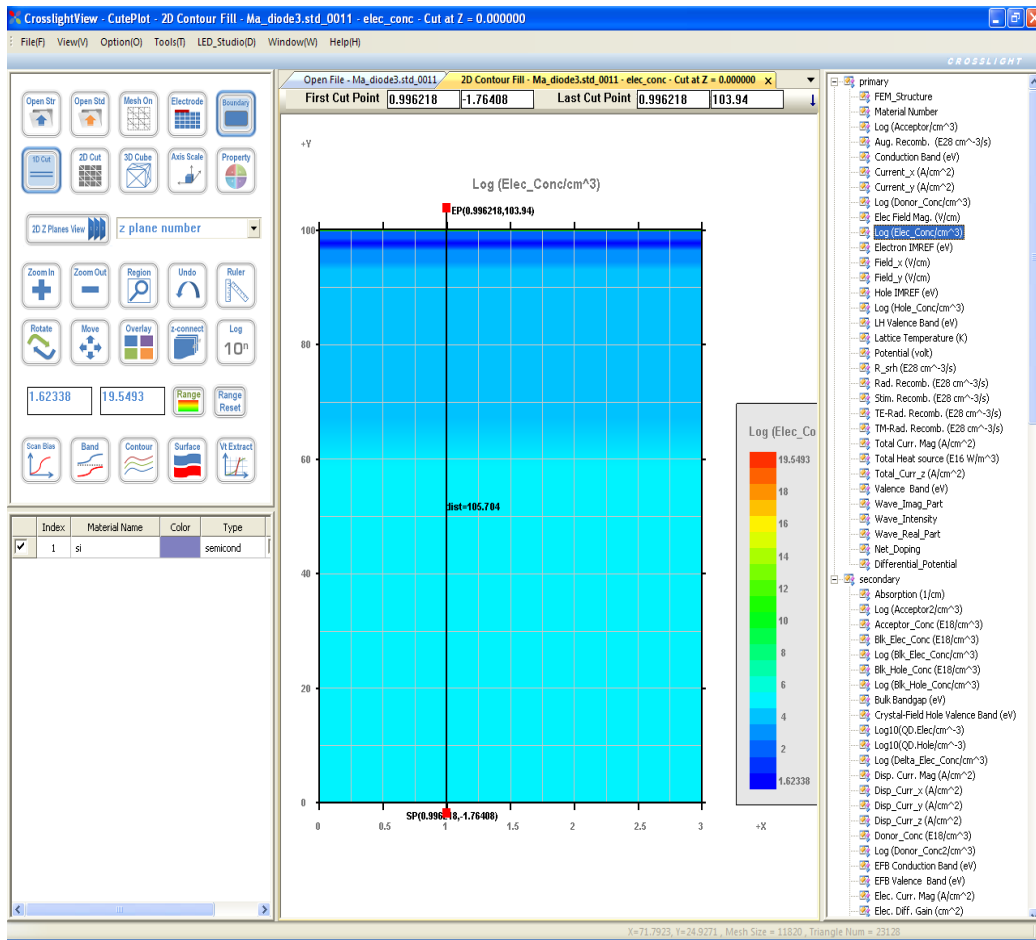 CrosslightView - CutePlot - 2D Contour Fill - Ma_diode3.std_0011 - elec_conc - Cut at Z = 0.000000
File(F) View(V) Option(O) Tools(T) LED_Studio(D) Window(W) Help(H)
CROSSLIGHT
Open Str Open Std Mesh On Electrode Boundary
1D Cut 2D Cut 3D Cube Axis Scale Property
2D Z Planes View z plane number
Zoom In Zoom Out Region Undo Ruler
Rotate Move Overlay z-connect Log
10ⁿ
1.62338 19.5493 Range Range Reset
Scan Bias Band Contour Surface Vt Extract
Index Material Name Color Type
1 si semicond
Open File - Ma_diode3.std_0011 2D Contour Fill - Ma_diode3.std_0011 - elec_conc - Cut at Z = 0.000000 x
First Cut Point 0.996218 -1.76408 Last Cut Point 0.996218 103.94
+Y
Log (Elec_Conc/cm^3)
EP(0.996218,103.94)
100
80
60
dist=105.704
40
20
0
SP(0.996218,-1.76408)
0 0.5 1 1.5 2 2.5 3 +X
Log (Elec_Co
19.5493
18
16
14
12
10
8
6
4
2
1.62338
primary
FEM_Structure
Material Number
Log (Acceptor/cm^3)
Aug. Recomb. (E28 cm^-3/s)
Conduction Band (eV)
Current_x (A/cm^2)
Current_y (A/cm^2)
Log (Donor_Conc/cm^3)
Elec Field Mag. (V/cm)
Log (Elec_Conc/cm^3)
Electron IMREF (eV)
Field_x (V/cm)
Field_y (V/cm)
Hole IMREF (eV)
Log (Hole_Conc/cm^3)
LH Valence Band (eV)
Lattice Temperature (K)
Potential (volt)
R_srh (E28 cm^-3/s)
Rad. Recomb. (E28 cm^-3/s)
Stim. Recomb. (E28 cm^-3/s)
TE-Rad. Recomb. (E28 cm^-3/s)
TM-Rad. Recomb. (E28 cm^-3/s)
Total Curr. Mag (A/cm^2)
Total Heat source (E16 W/m^3)
Total_Curr_z (A/cm^2)
Valence Band (eV)
Wave_Imag_Part
Wave_Intensity
Wave_Real_Part
Net_Doping
Differential_Potential
secondary
Absorption (1/cm)
Log (Acceptor2/cm^3)
Acceptor_Conc (E18/cm^3)
Blk_Elec_Conc (E18/cm^3)
Log (Blk_Elec_Conc/cm^3)
Blk_Hole_Conc (E18/cm^3)
Log (Blk_Hole_Conc/cm^3)
Bulk Bandgap (eV)
Crystal-Field Hole Valence Band (eV)
Log10(QD.Elec/cm^-3)
Log10(QD.Hole/cm^-3)
Log (Delta_Elec_Conc/cm^3)
Disp. Curr. Mag (A/cm^2)
Disp_Curr_x (A/cm^2)
Disp_Curr_y (A/cm^2)
Disp_Curr_z (A/cm^2)
Donor_Conc (E18/cm^3)
Log (Donor_Conc2/cm^3)
EFB Conduction Band (eV)
EFB Valence Band (eV)
Elec. Curr. Mag (A/cm^2)
Elec. Diff. Gain (cm^2)
X=71.7923, Y=24.9271 , Mesh Size = 11820, Triangle Num = 23128